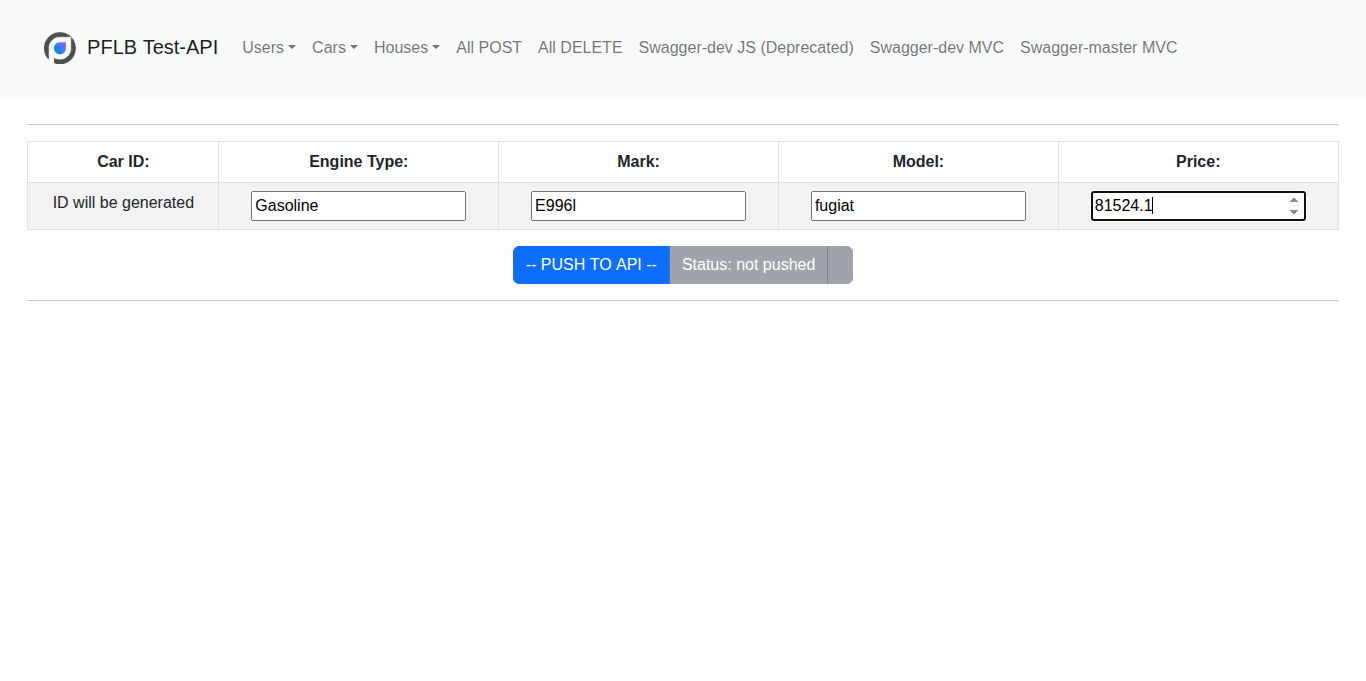 PFLB Test-API Users Cars Houses All POST All DELETE Swagger-dev JS (Deprecated) Swagger-dev MVC Swagger-master MVC
Car ID: Engine Type: Mark: Model: Price:
ID will be generated Gasoline E996l fugiat 81524.1
-- PUSH TO API -- Status: not pushed